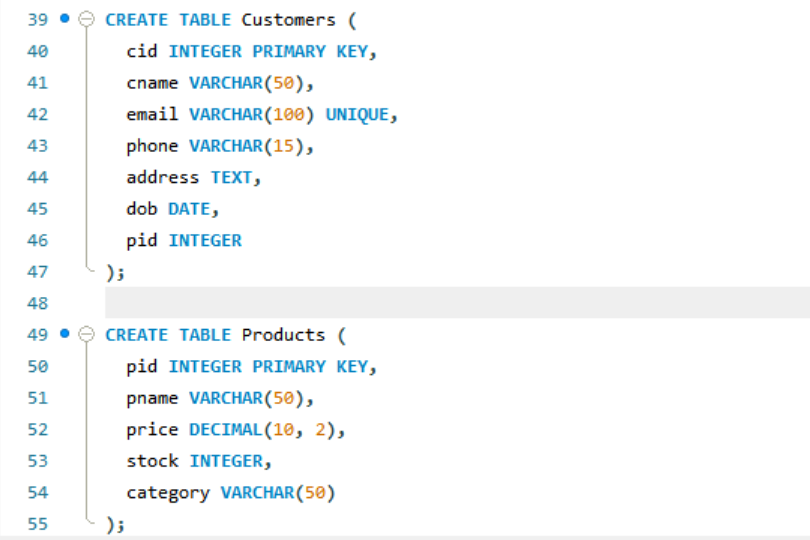 39 CREATE TABLE Customers (
40 cid INTEGER PRIMARY KEY,
41 cname VARCHAR(50),
42 email VARCHAR(100) UNIQUE,
43 phone VARCHAR(15),
44 address TEXT,
45 dob DATE,
46 pid INTEGER
47 );
48
49 CREATE TABLE Products (
50 pid INTEGER PRIMARY KEY,
51 pname VARCHAR(50),
52 price DECIMAL(10, 2),
53 stock INTEGER,
54 category VARCHAR(50)
55 );